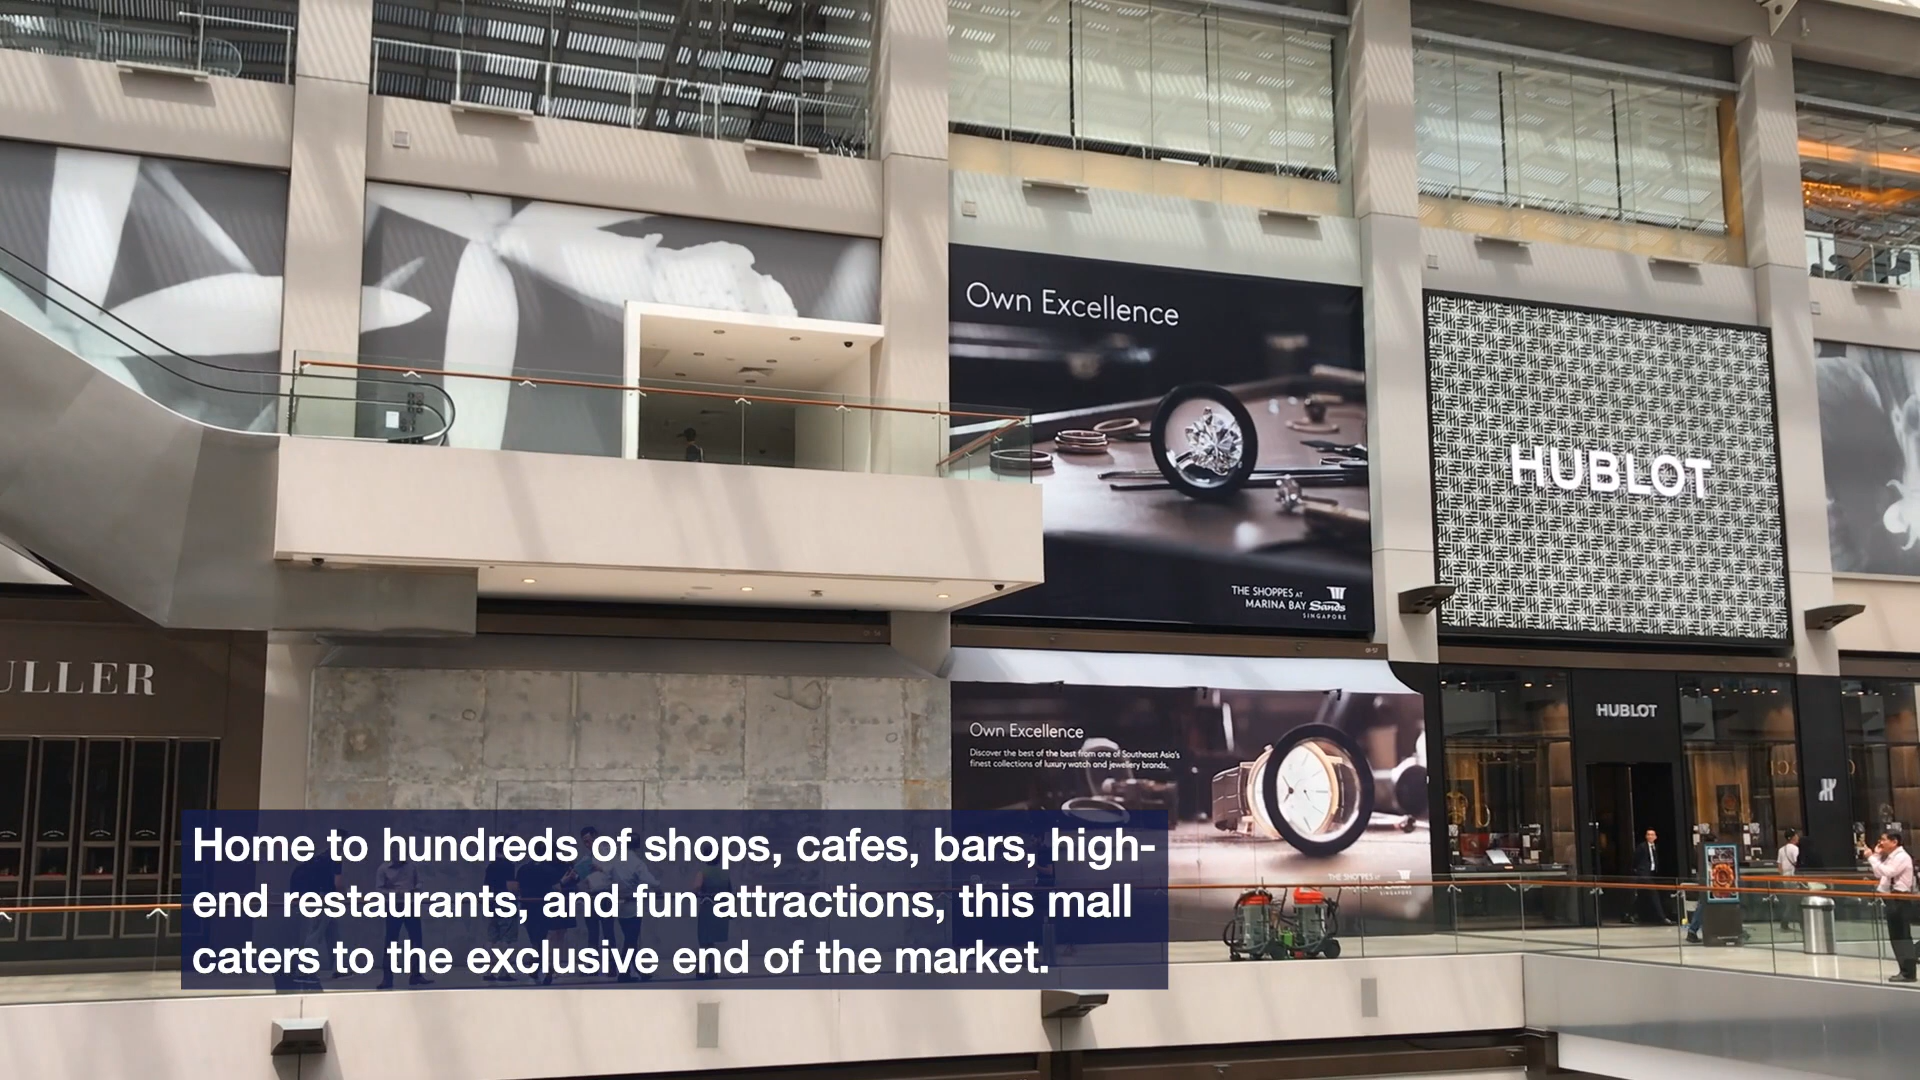 Own Excellence
THE SHOPPES AT
MARINA BAY Sands
SINGAPORE
HUBLOT
ULLER
Own Excellence
Discover the best of the best from one of Southeast Asia's
finest collections of luxury watch and jewellery brands.
HUBLOT
Home to hundreds of shops, cafes, bars, high-
end restaurants, and fun attractions, this mall
caters to the exclusive end of the market.